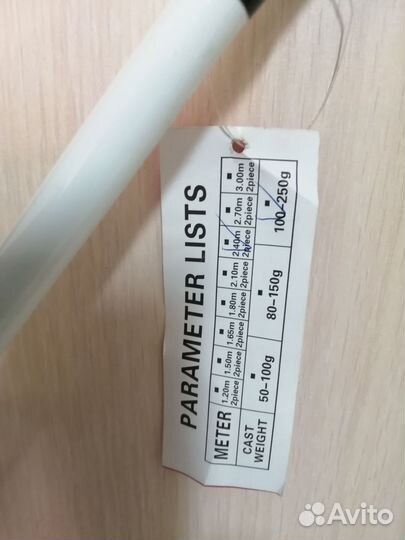 PARAMETER LISTS
METER 1.20m 2piece 1.50m 2piece 1.65m 2piece 1.80m 2piece 2.10m 2piece 2.40m 2piece 2.70m 2piece 3.00m 2piece
CAST WEIGHT 50-100g 80-150g 100-250g
Avito